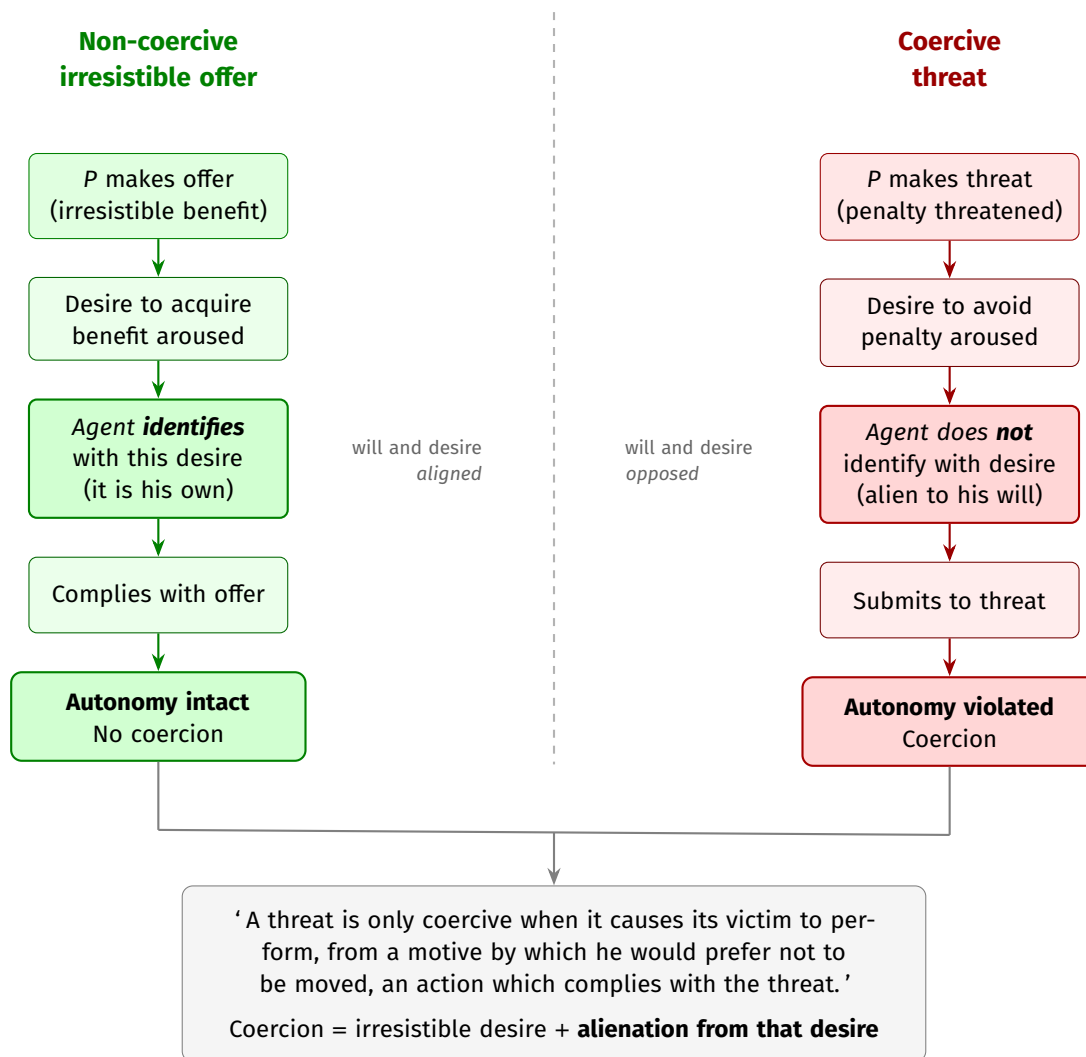 Non-coercive
irresistible offer
P makes offer
(irresistible benefit)
Desire to acquire
benefit aroused
Agent identifies
with this desire
(it is his own)
will and desire
aligned
Complies with offer
Autonomy intact
No coercion
Coercive
threat
P makes threat
(penalty threatened)
Desire to avoid
penalty aroused
Agent does not
identify with desire
(alien to his will)
will and desire
opposed
Submits to threat
Autonomy violated
Coercion
‘ A threat is only coercive when it causes its victim to per-
form, from a motive by which he would prefer not to
be moved, an action which complies with the threat. ’
Coercion = irresistible desire + alienation from that desire